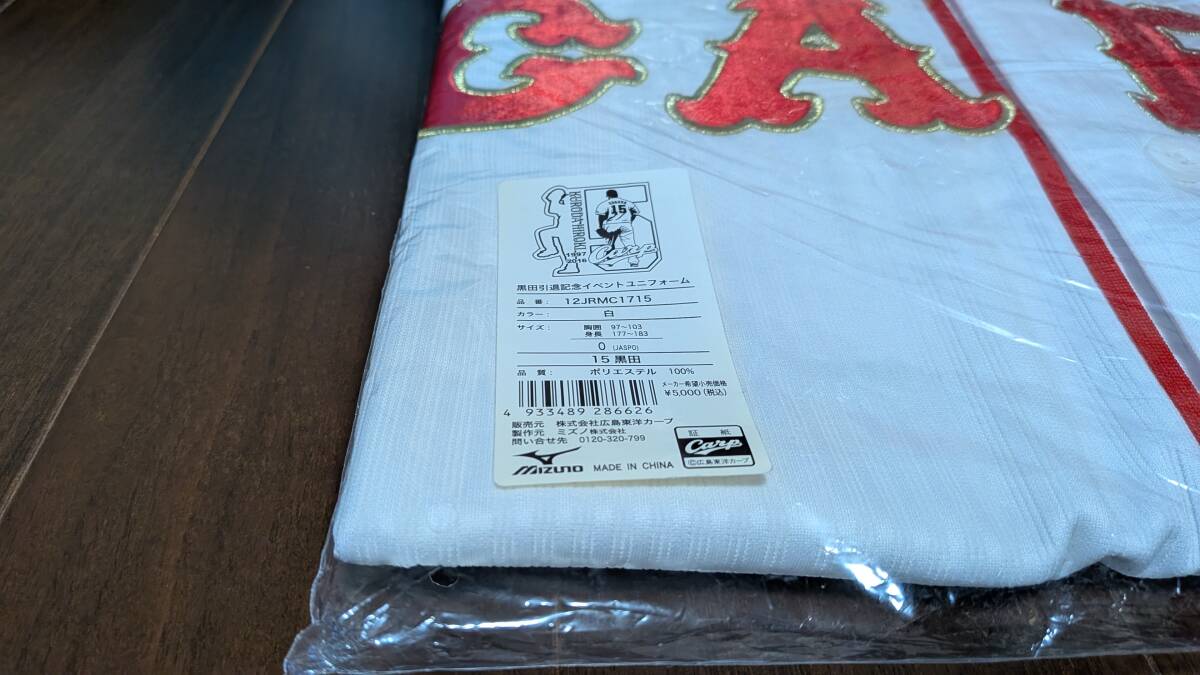 CAR
KURODA HIROKI
1997
2016
15
Carp
黒田引退記念イベントユニフォーム
品番: 12JRMC1715
カラー: 白
サイズ: 胸囲 97~103
身長 177~183
O (JASPO)
15 黒田
品質: ポリエステル 100%
メーカー希望小売価格
¥5,000(税込)
4 933489 286626
販売元 株式会社広島東洋カープ
製作元 ミズノ株式会社
問い合せ先 0120-320-799
MIZUNO MADE IN CHINA
証紙
Carp
©広島東洋カープ